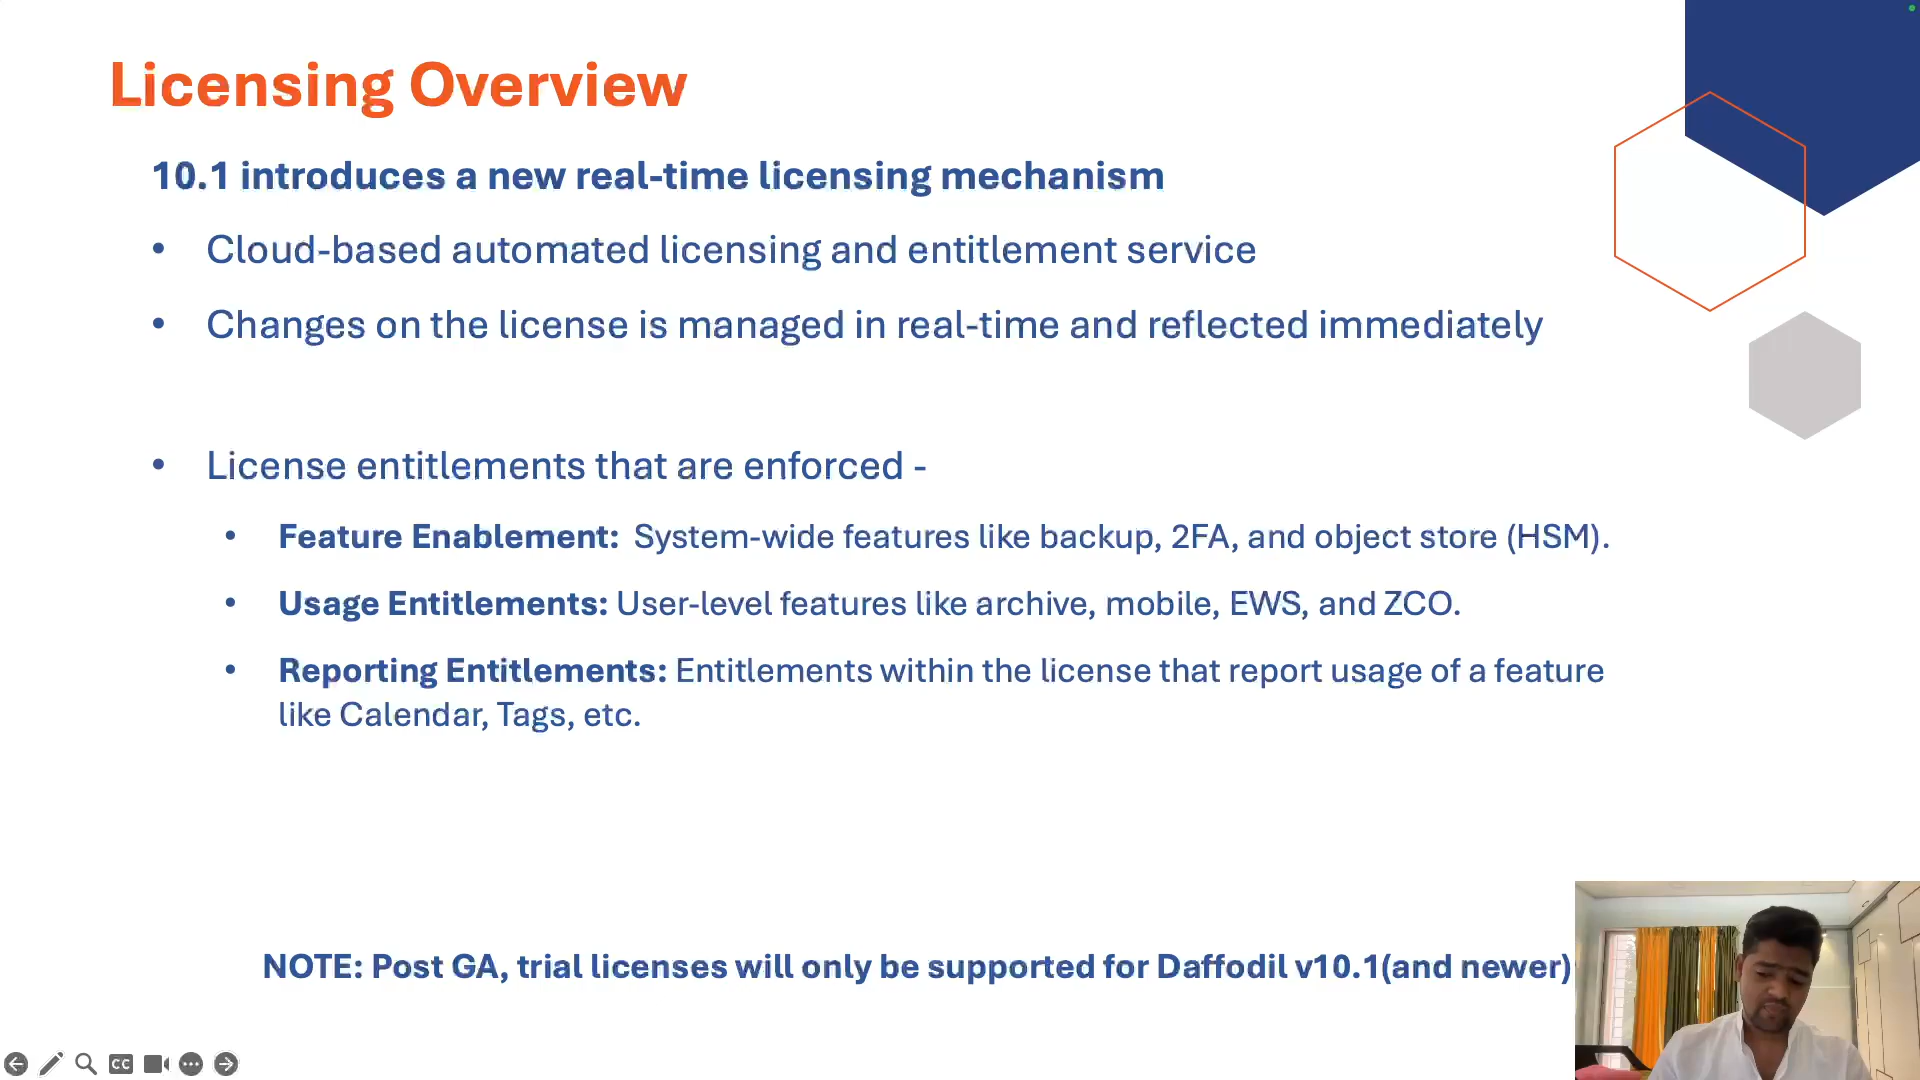 Licensing Overview
10.1 introduces a new real-time licensing mechanism
• Cloud-based automated licensing and entitlement service
• Changes on the license is managed in real-time and reflected immediately
• License entitlements that are enforced -
• Feature Enablement: System-wide features like backup, 2FA, and object store (HSM).
• Usage Entitlements: User-level features like archive, mobile, EWS, and ZCO.
• Reporting Entitlements: Entitlements within the license that report usage of a feature
like Calendar, Tags, etc.
NOTE: Post GA, trial licenses will only be supported for Daffodil v10.1(and newer)
CC